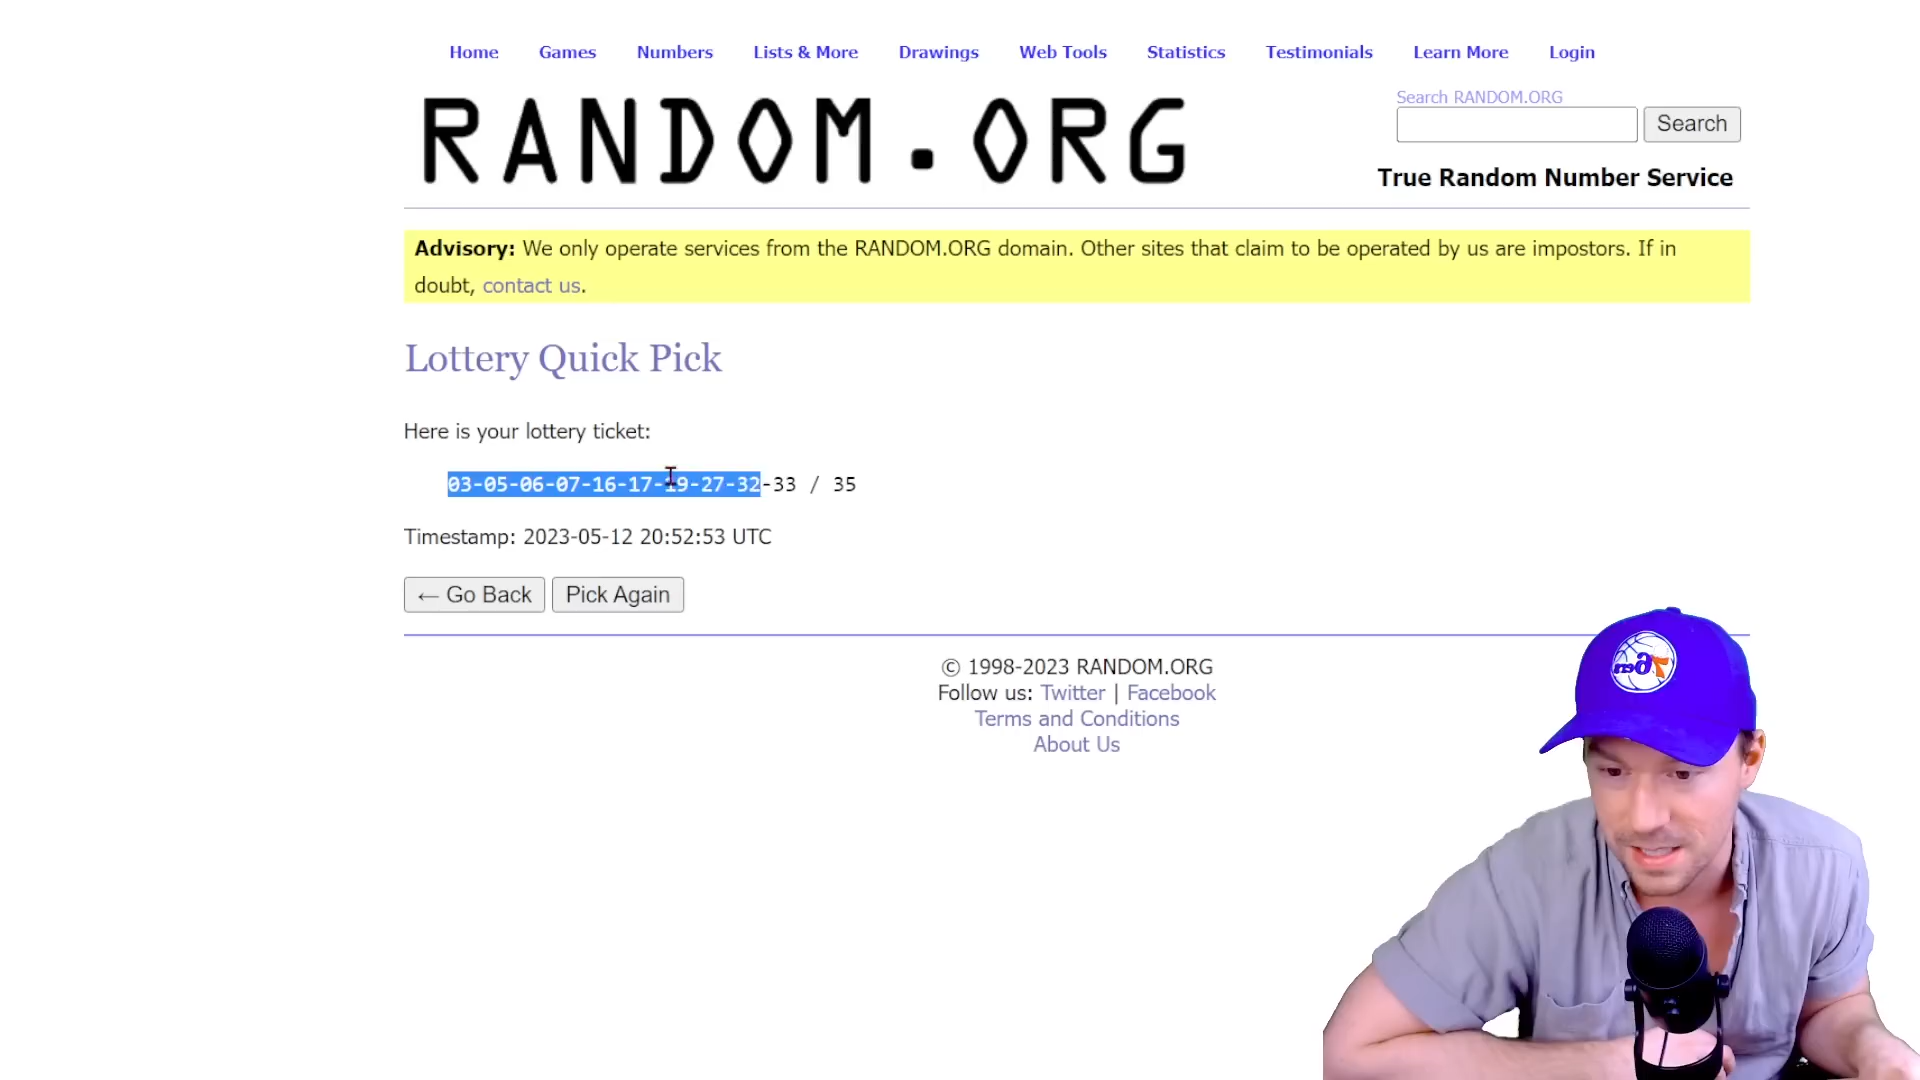 Home Games Numbers Lists & More Drawings Web Tools Statistics Testimonials Learn More Login
RANDOM.ORG
Search RANDOM.ORG
Search
True Random Number Service
Advisory: We only operate services from the RANDOM.ORG domain. Other sites that claim to be operated by us are impostors. If in
doubt, contact us.
Lottery Quick Pick
Here is your lottery ticket:
03-05-06-07-16-17-19-27-32-33 / 35
Timestamp: 2023-05-12 20:52:53 UTC
← Go Back Pick Again
© 1998-2023 RANDOM.ORG
Follow us: Twitter | Facebook
Terms and Conditions
About Us
76ers